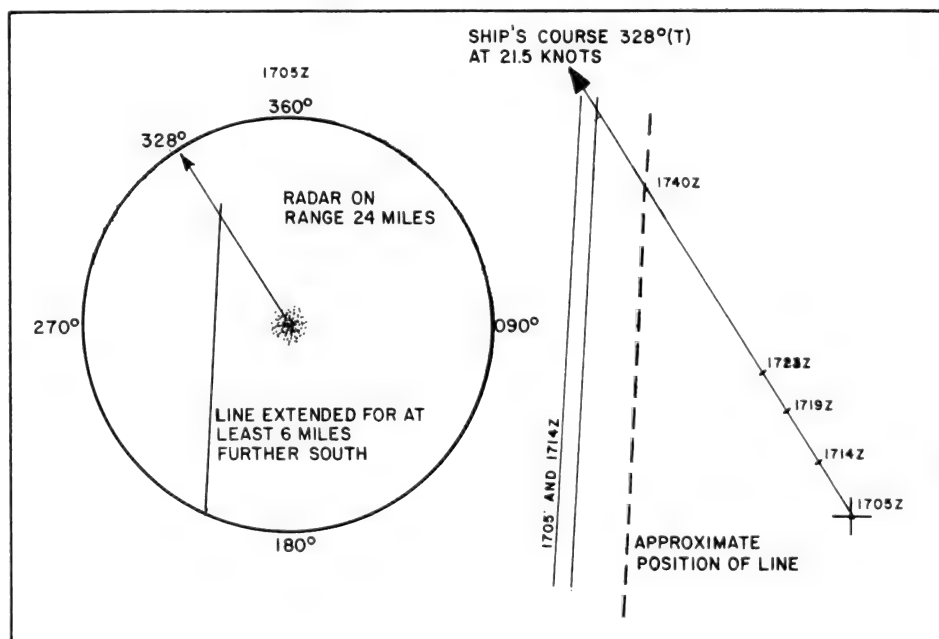 SHIP'S COURSE 328°(T)
AT 21.5 KNOTS
1705Z
360°
328°
RADAR ON
RANGE 24 MILES
1740Z
270°
090°
1719Z
LINE EXTENDED FOR AT
LEAST 6 MILES
FURTHER SOUTH
1714Z
1705' AND 1714Z
1705Z
180°
APPROXIMATE
POSITION OF LINE